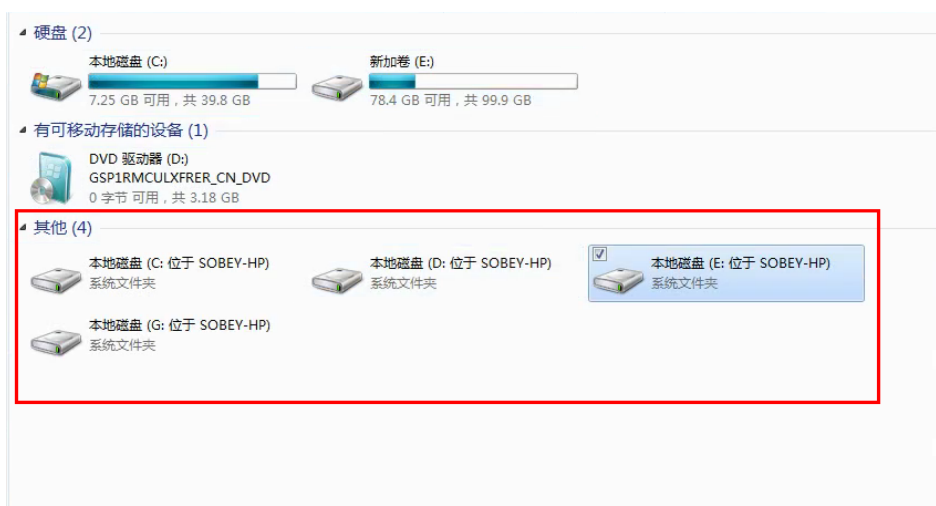 硬盘 (2)
本地磁盘 (C:)
7.25 GB 可用，共 39.8 GB
新加卷 (E:)
78.4 GB 可用，共 99.9 GB
有可移动存储的设备 (1)
DVD 驱动器 (D:)
GSP1RMCULXFRER_CN_DVD
0 字节 可用，共 3.18 GB
其他 (4)
本地磁盘 (C: 位于 SOBEY-HP)
系统文件夹
本地磁盘 (D: 位于 SOBEY-HP)
系统文件夹
本地磁盘 (E: 位于 SOBEY-HP)
系统文件夹
本地磁盘 (G: 位于 SOBEY-HP)
系统文件夹